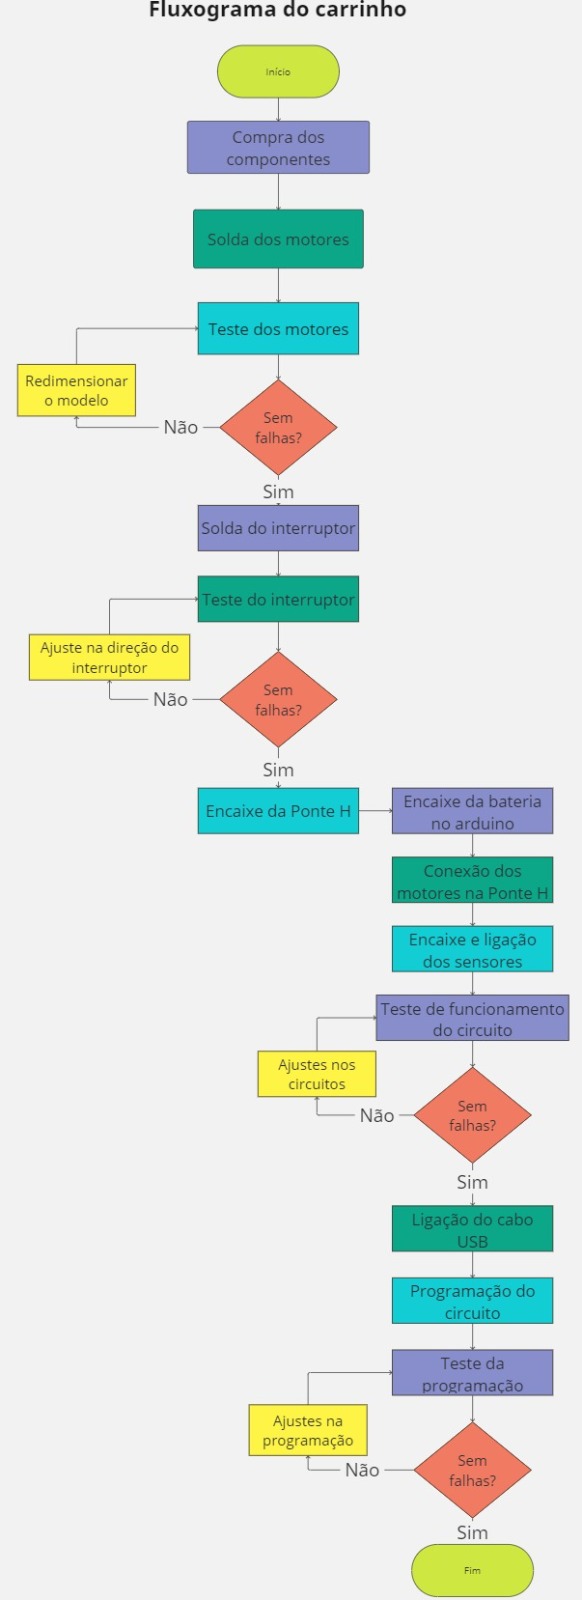 Fluxograma do carrinho
Início
Compra dos
componentes
Solda dos motores
Teste dos motores
Redimensionar
o modelo
Não
Sem
falhas?
Sim
Solda do interruptor
Teste do interruptor
Ajuste na direção do
interruptor
Não
Sem
falhas?
Sim
Encaixe da Ponte H
Encaixe da bateria
no arduino
Conexão dos
motores na Ponte H
Encaixe e ligação
dos sensores
Teste de funcionamento
do circuito
Ajustes nos
circuitos
Não
Sem
falhas?
Sim
Ligação do cabo
USB
Programação do
circuito
Teste da
programação
Ajustes na
programação
Não
Sem
falhas?
Sim
Fim